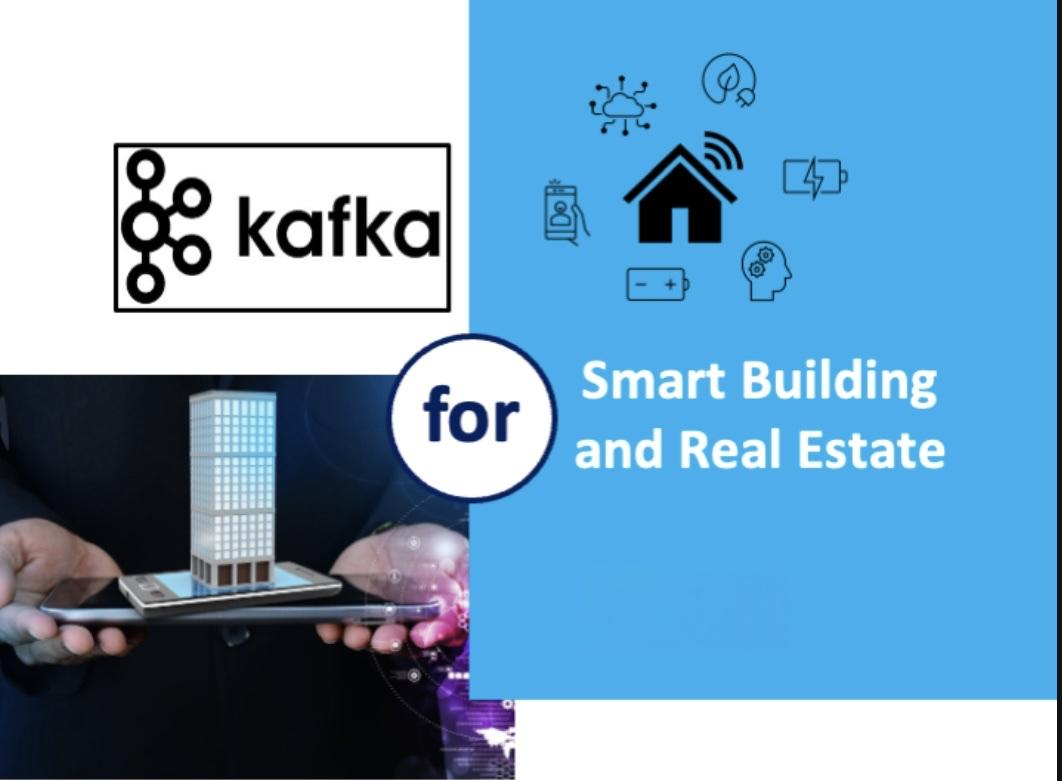 kafka
for
Smart Building
and Real Estate